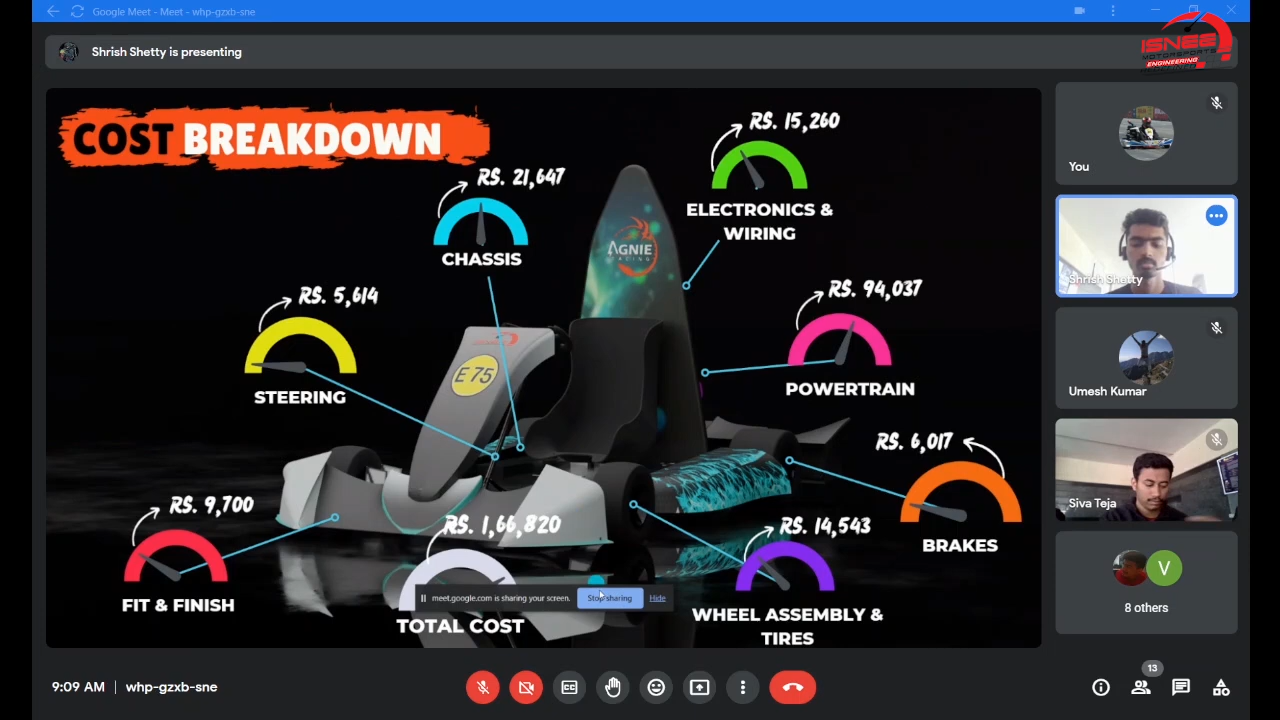 Google Meet - Meet - whp-gzxb-sne
Shrish Shetty is presenting
ISNEE
MOTORSPORTS
ENGINEERING
COST BREAKDOWN
RS. 15,260
ELECTRONICS &
WIRING
RS. 21,647
CHASSIS
AGNIE
RACING
RS. 5,614
STEERING
RS. 94,037
POWERTRAIN
E 75
RS. 6,017
BRAKES
RS. 9,700
FIT & FINISH
RS. 1,66,820
TOTAL COST
RS. 14,543
WHEEL ASSEMBLY &
TIRES
meet.google.com is sharing your screen.
Stop sharing
Hide
You
Shrish Shetty
Umesh Kumar
Siva Teja
V
8 others
9:09 AM | whp-gzxb-sne
13